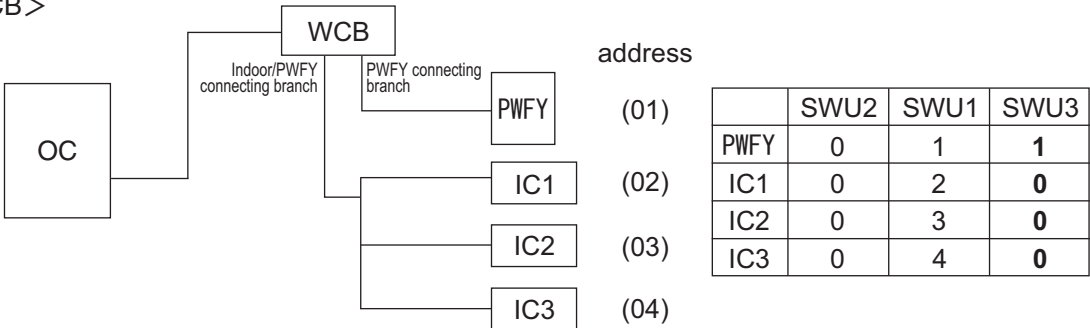 CB＞
WCB
address
Indoor/PWFY
connecting branch
PWFY connecting
branch
OC
PWFY
(01)
IC1
(02)
IC2
(03)
IC3
(04)
SWU2 SWU1 SWU3
PWFY 0 1 1
IC1 0 2 0
IC2 0 3 0
IC3 0 4 0